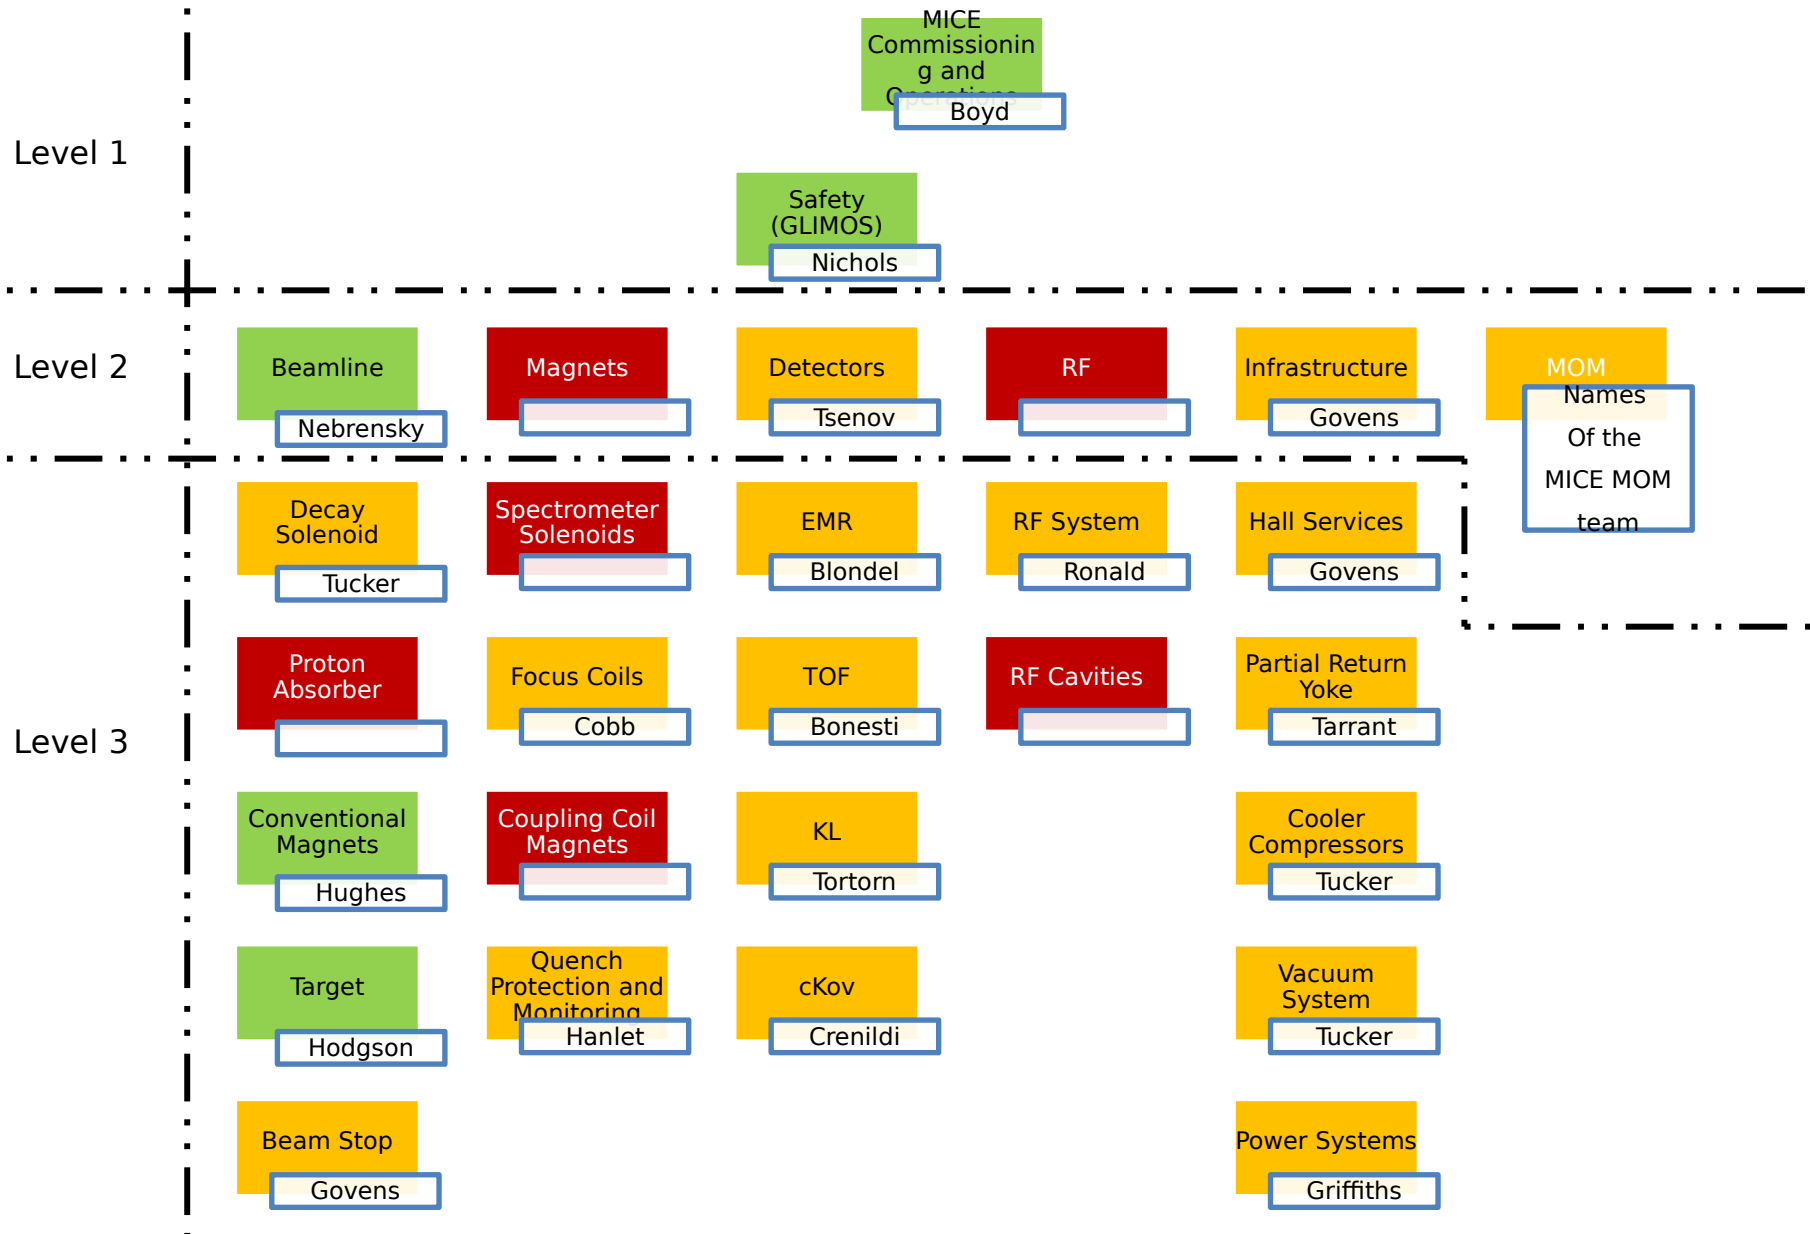 MICE
Commissionin
g and
Operations
Boyd
Level 1
Safety
(GLIMOS)
Nichols
Level 2
Beamline
Nebrensky
Magnets
Detectors
Tsenov
RF
Infrastructure
Govens
MOM
Names
Of the
MICE MOM
team
Level 3
Decay
Solenoid
Tucker
Spectrometer
Solenoids
EMR
Blondel
RF System
Ronald
Hall Services
Govens
Proton
Absorber
Focus Coils
Cobb
TOF
Bonesti
RF Cavities
Partial Return
Yoke
Tarrant
Conventional
Magnets
Hughes
Coupling Coil
Magnets
KL
Tortorn
Cooler
Compressors
Tucker
Target
Hodgson
Quench
Protection and
Monitoring
Hanlet
cKov
Crenildi
Vacuum
System
Tucker
Beam Stop
Govens
Power Systems
Griffiths